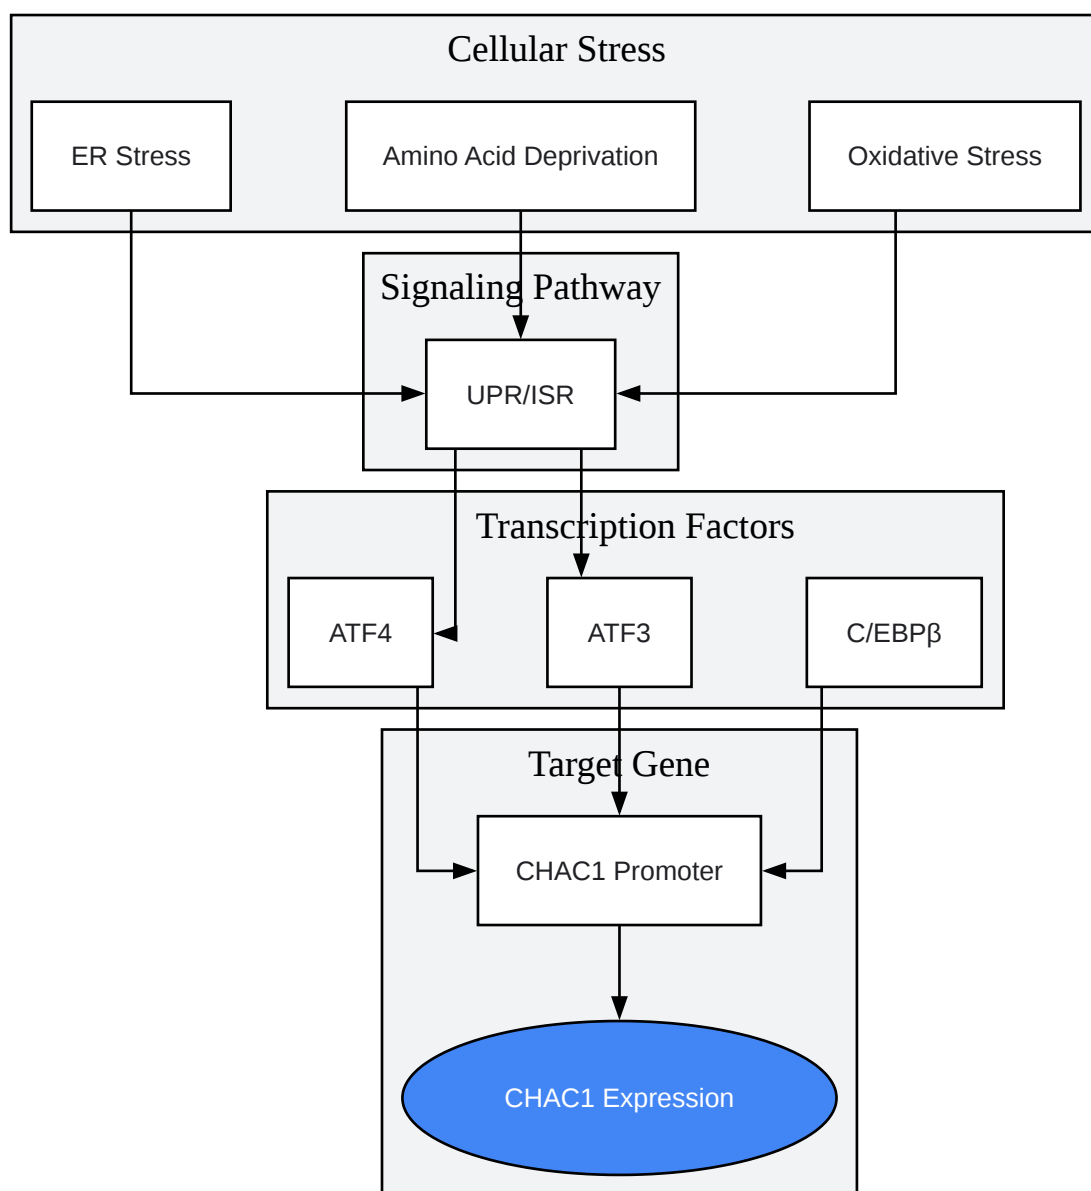 Cellular Stress
ER Stress
Amino Acid Deprivation
Oxidative Stress
Signaling Pathway
UPR/ISR
Transcription Factors
ATF4
ATF3
C/EBPβ
Target Gene
CHAC1 Promoter
CHAC1 Expression